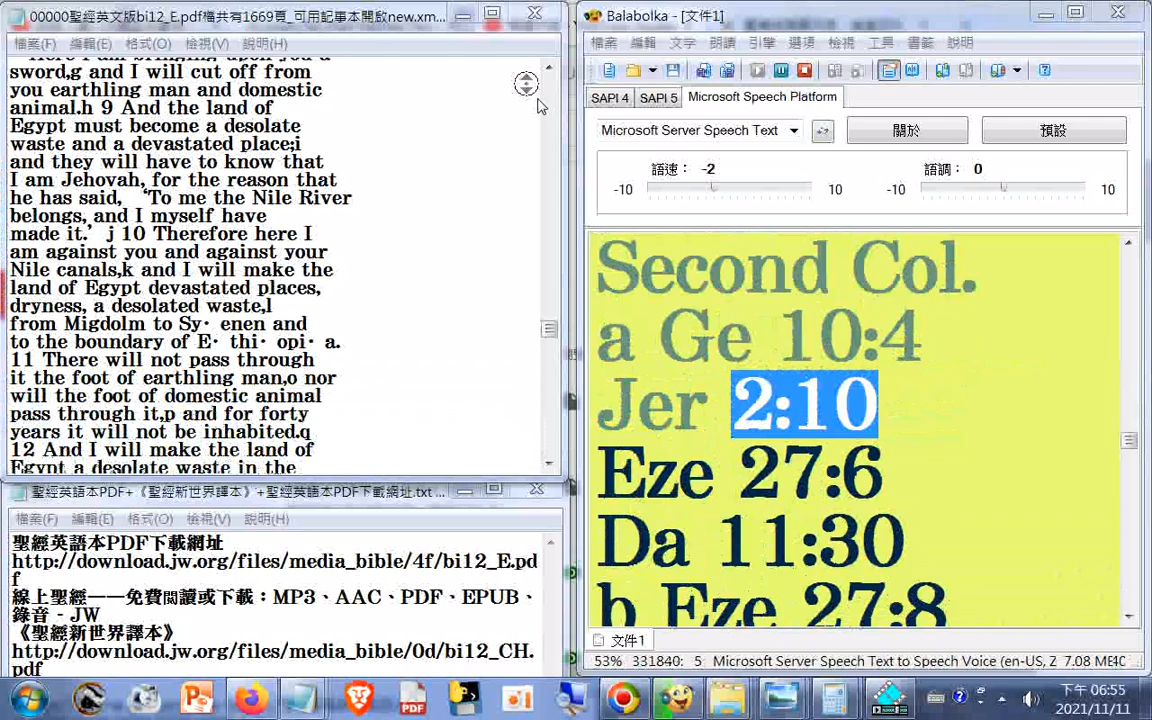 00000聖經英文版bi12_E.pdf檔共有1669頁_可用記事本開啟new.xm...
檔案(F) 編輯(E) 格式(O) 檢視(V) 說明(H)
sword,g and I will cut off from
you earthling man and domestic
animal.h 9 And the land of
Egypt must become a desolate
waste and a devastated place;i
and they will have to know that
I am Jehovah, for the reason that
he has said, ‘To me the Nile River
belongs, and I myself have
made it.’ j 10 Therefore here I
am against you and against your
Nile canals,k and I will make the
land of Egypt devastated places,
dryness, a desolated waste,l
from Migdolm to Sy· enen and
to the boundary of E· thi· opi· a.
11 There will not pass through
it the foot of earthling man,o nor
will the foot of domestic animal
pass through it,p and for forty
years it will not be inhabited.q
12 And I will make the land of
Egypt a desolate waste in the
聖經英語本PDF+《聖經新世界譯本》+聖經英語本PDF下載網址.txt ...
檔案(F) 編輯(E) 格式(O) 檢視(V) 說明(H)
聖經英語本PDF下載網址
http://download.jw.org/files/media_bible/4f/bi12_E.pd
f
線上聖經——免費閱讀或下載：MP3、AAC、PDF、EPUB、
錄音 - JW
《聖經新世界譯本》
http://download.jw.org/files/media_bible/0d/bi12_CH.
pdf
Balabolka - [文件1]
檔案 編輯 文字 朗讀 引擎 選項 檢視 工具 書籤 說明
SAPI 4 SAPI 5 Microsoft Speech Platform
Microsoft Server Speech Text 關於 預設
語速： -2 語調： 0
-10 10 -10 10
Second Col.
a Ge 10:4
Jer 2:10
Eze 27:6
Da 11:30
b Eze 27:8
文件1
53% 331840: 5 Microsoft Server Speech Text to Speech Voice (en-US, Z 7.08 ME
下午 06:55
2021/11/11